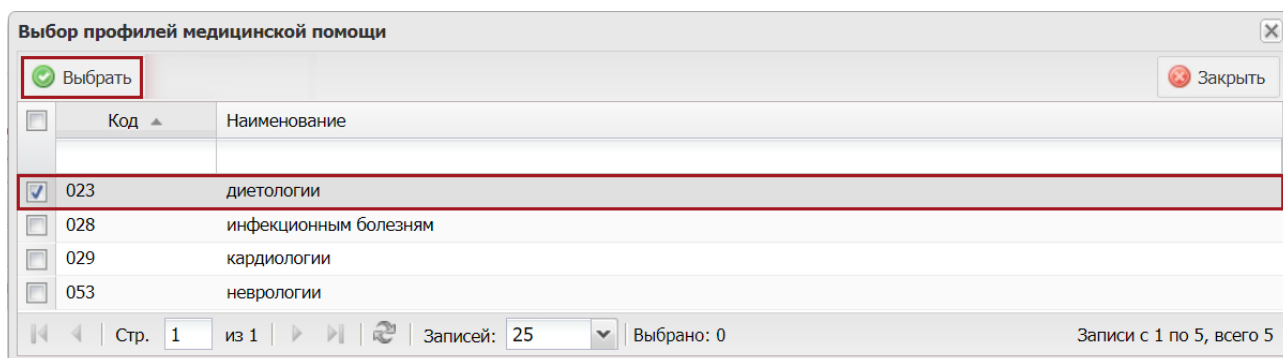 Выбор профилей медицинской помощи
Выбрать Закрыть
Код Наименование
023 диетологии
028 инфекционным болезням
029 кардиологии
053 неврологии
Стр. 1 из 1 Записей: 25 Выбрано: 0 Записи с 1 по 5, всего 5